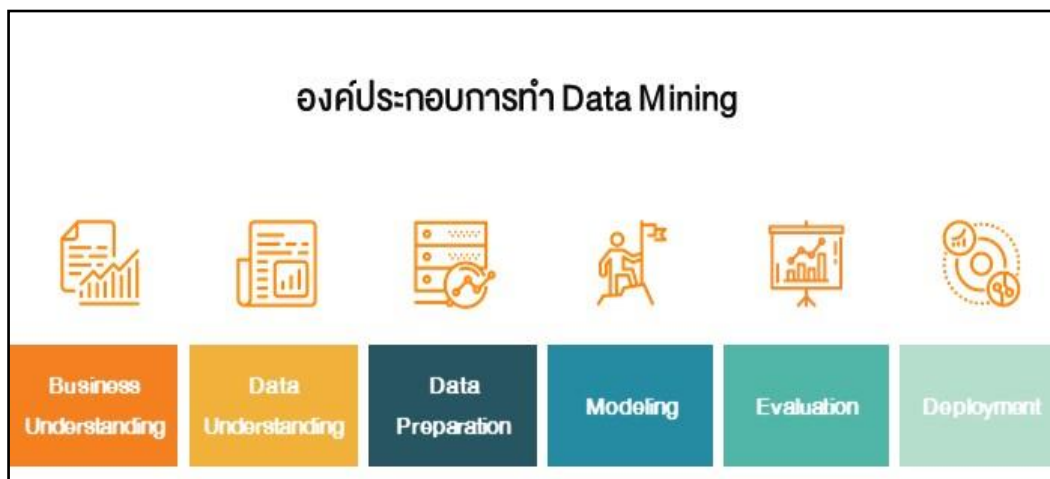 องค์ประกอบการทำ Data Mining
Business
Understanding
Data
Understanding
Data
Preparation
Modeling
Evaluation
Deployment